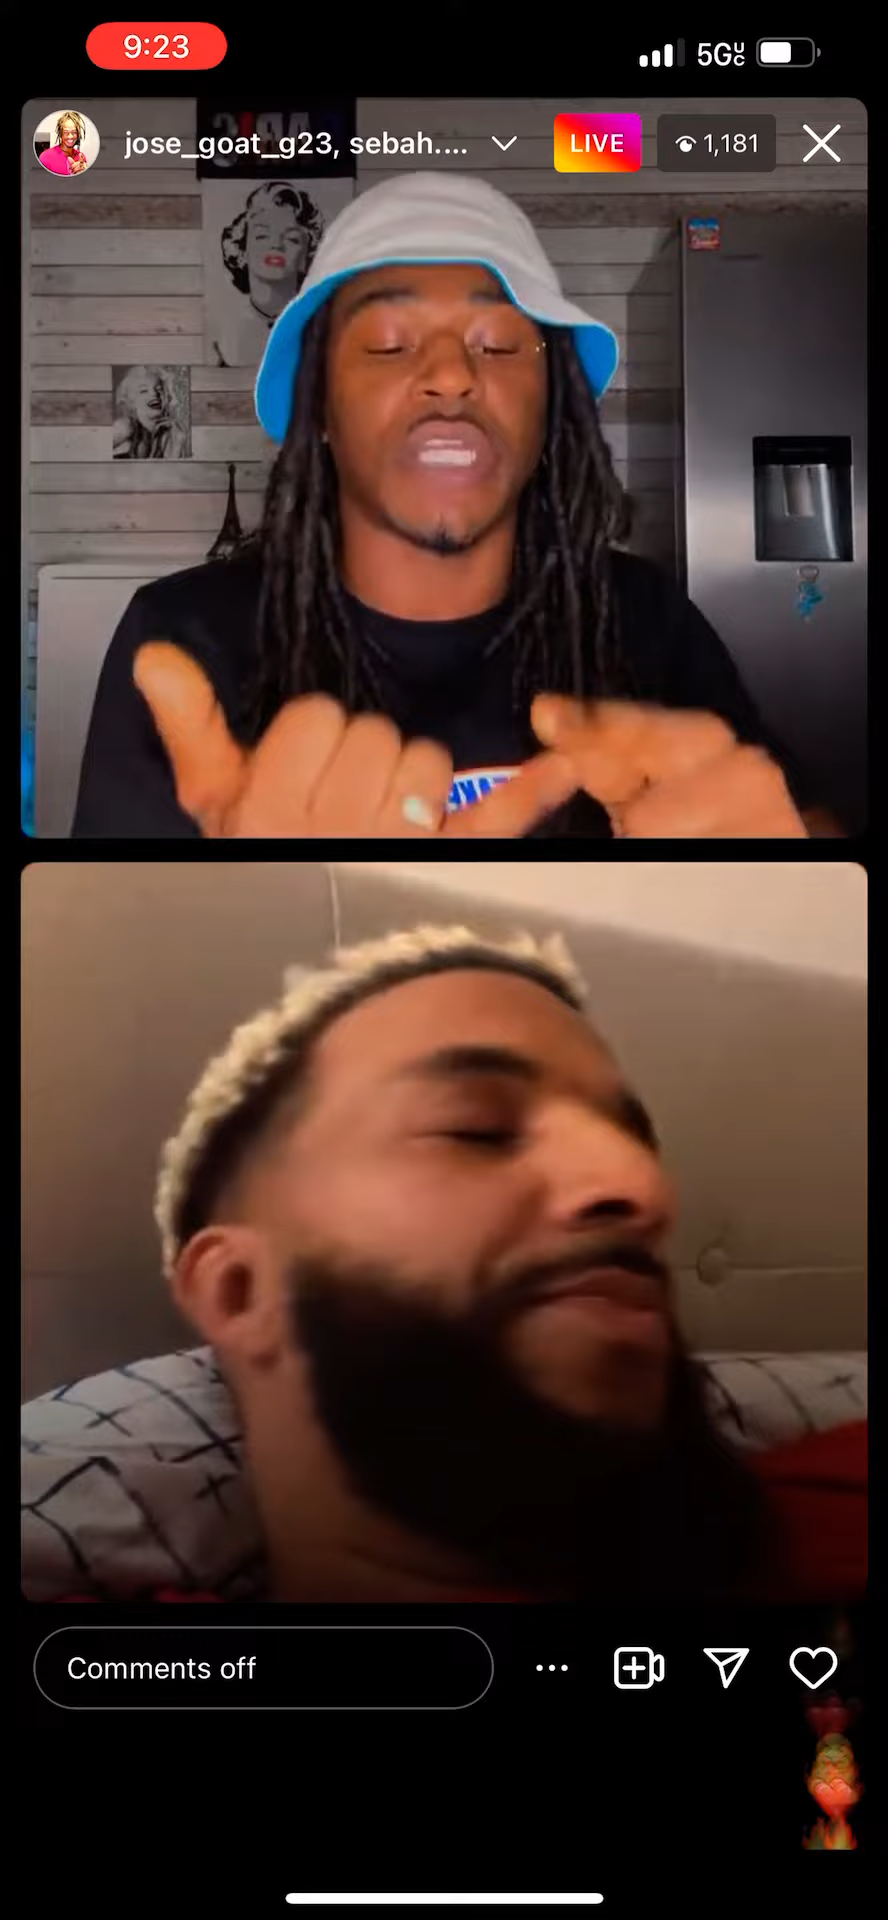 9:23
5G UC
jose_goat_g23, sebah....
LIVE
1,181
Comments off